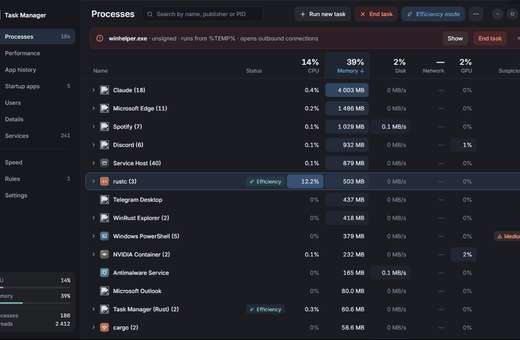 Task Manager
Processes 186
Performance
App history
Startup apps 5
Users
Details
Services 241
Speed
Rules 1
Settings
14%
39%
186
2 412
Processes
Search by name, publisher or PID
Run new task
End task
Efficiency mode
winhelper.exe · unsigned · runs from %TEMP% · opens outbound connections
Show
End task
14% 39% 2% — 2%
Name Status CPU Memory ↓ Disk Network GPU
Claude (18) 0.4% 4 003 MB 0 MB/s — 0%
Microsoft Edge (11) 0.2% 1 486 MB 0 MB/s — 0%
Spotify (7) 0.1% 1 029 MB 0.1 MB/s — 0%
Discord (6) 0.1% 932 MB 0 MB/s — 1%
Service Host (40) 0.1% 879 MB 0 MB/s — 0%
rustc (3) Efficiency 12.2% 503 MB 0 MB/s — 0%
Telegram Desktop 0% 437 MB 0 MB/s — 0%
WinRust Explorer (2) 0% 418 MB 0 MB/s — 0%
Windows PowerShell (5) 0% 379 MB 0 MB/s — 0%
NVIDIA Container (2) 0.1% 232 MB 0 MB/s — 2%
Antimalware Service 0% 165 MB 0.1 MB/s — 0%
Microsoft Outlook 0% 80.0 MB 0 MB/s — 0%
Task Manager (Rust) (2) Efficiency 0.3% 60.6 MB 0 MB/s — 0%
cargo (2) 0% 58.6 MB 0 MB/s — 0%